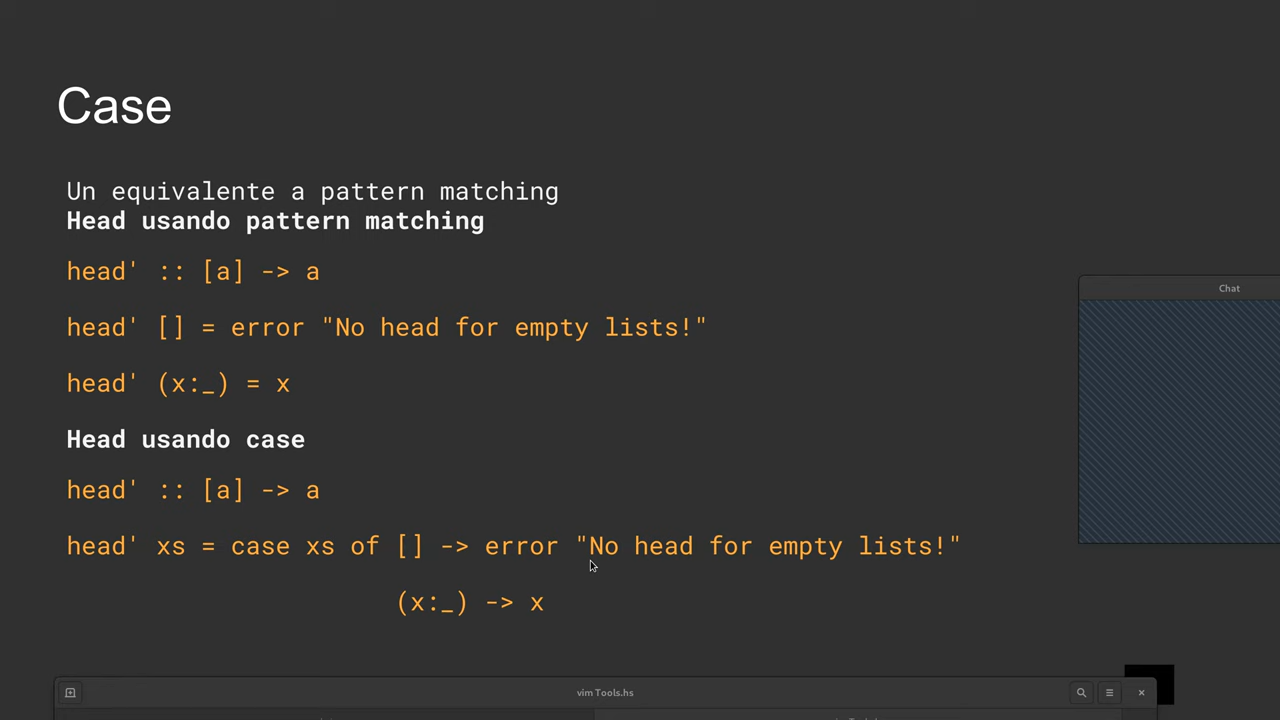 Case
Un equivalente a pattern matching
Head usando pattern matching
head' :: [a] -> a
head' [] = error "No head for empty lists!"
head' (x:_) = x
Head usando case
head' :: [a] -> a
head' xs = case xs of [] -> error "No head for empty lists!"
(x:_) -> x
Chat
vim Tools.hs